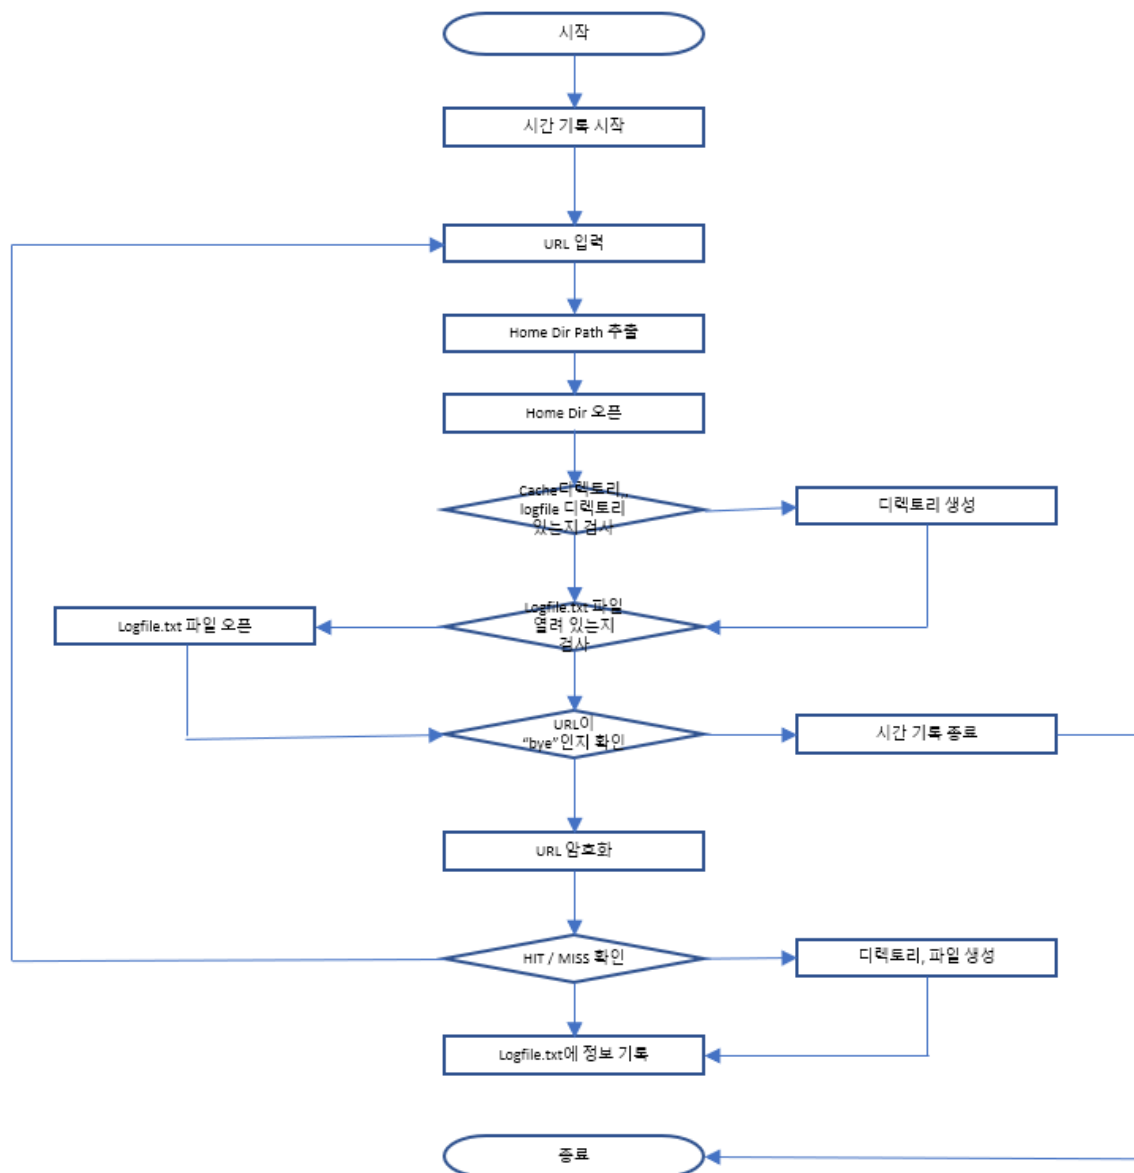 시작
시간 기록 시작
URL 입력
Home Dir Path 추출
Home Dir 오픈
Cache디렉토리,
logfile 디렉토리
있는지 검사
디렉토리 생성
Logfile.txt 파일
열려 있는지
검사
Logfile.txt 파일 오픈
URL이
“bye”인지 확인
시간 기록 종료
URL 암호화
HIT / MISS 확인
디렉토리, 파일 생성
Logfile.txt에 정보 기록
종료